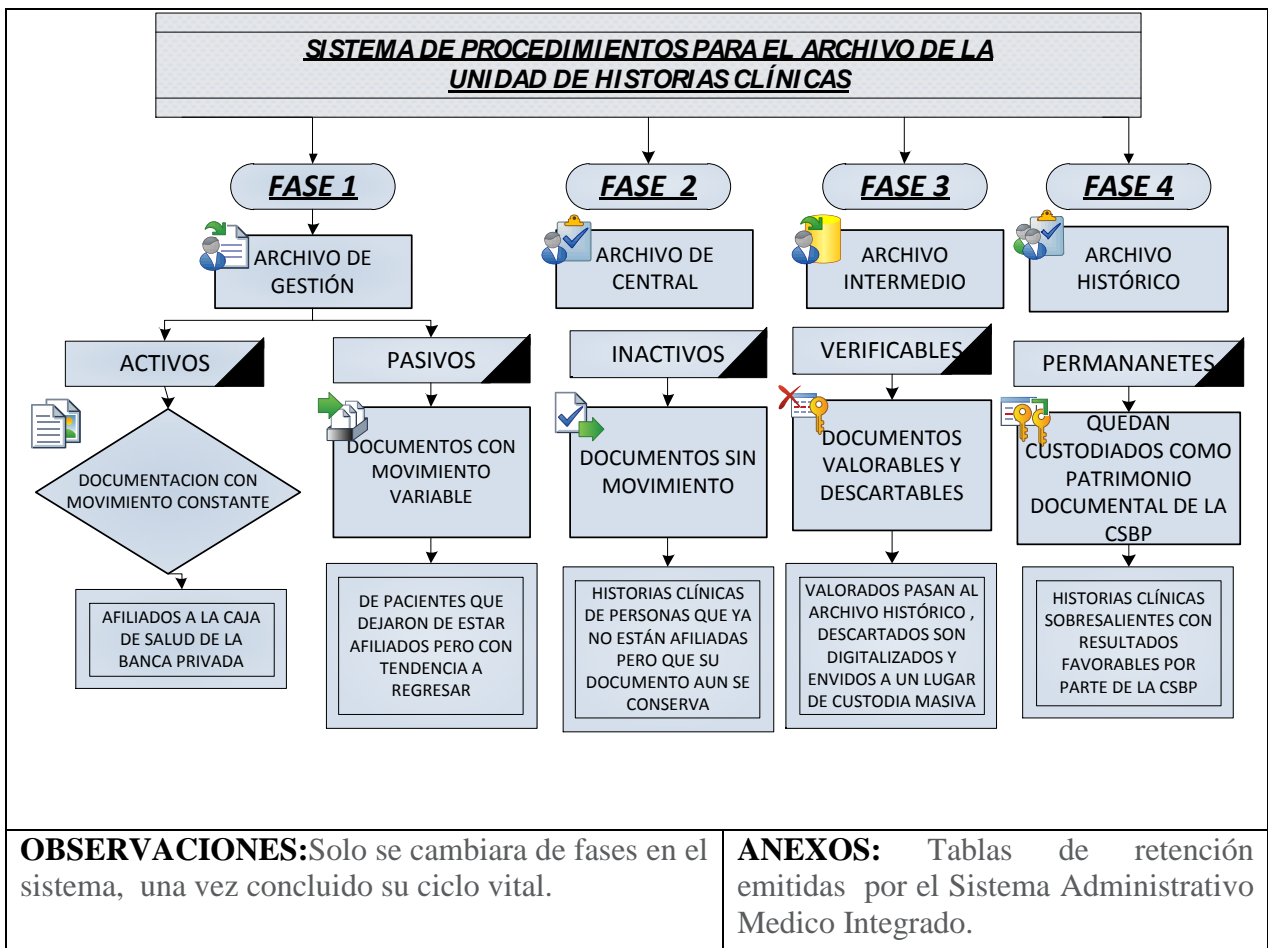 SISTEMA DE PROCEDIMIENTOS PARA EL ARCHIVO DE LA
UNIDAD DE HISTORIAS CLÍNICAS
FASE 1
ARCHIVO DE
GESTIÓN
ACTIVOS
DOCUMENTACION CON
MOVIMIENTO CONSTANTE
AFILIADOS A LA CAJA
DE SALUD DE LA
BANCA PRIVADA
PASIVOS
DOCUMENTOS CON
MOVIMIENTO
VARIABLE
DE PACIENTES QUE
DEJARON DE ESTAR
AFILIADOS PERO CON
TENDENCIA A
REGRESAR
FASE 2
ARCHIVO DE
CENTRAL
INACTIVOS
DOCUMENTOS SIN
MOVIMIENTO
HISTORIAS CLÍNICAS
DE PERSONAS QUE YA
NO ESTÁN AFILIADAS
PERO QUE SU
DOCUMENTO AUN SE
CONSERVA
FASE 3
ARCHIVO
INTERMEDIO
VERIFICABLES
DOCUMENTOS
VALORABLES Y
DESCARTABLES
VALORADOS PASAN AL
ARCHIVO HISTÓRICO ,
DESCARTADOS SON
DIGITALIZADOS Y
ENVIDOS A UN LUGAR
DE CUSTODIA MASIVA
FASE 4
ARCHIVO
HISTÓRICO
PERMANANETES
QUEDAN
CUSTODIADOS COMO
PATRIMONIO
DOCUMENTAL DE LA
CSBP
HISTORIAS CLÍNICAS
SOBRESALIENTES CON
RESULTADOS
FAVORABLES POR
PARTE DE LA CSBP
OBSERVACIONES:Solo se cambiara de fases en el
sistema, una vez concluido su ciclo vital.
ANEXOS: Tablas de retención
emitidas por el Sistema Administrativo
Medico Integrado.